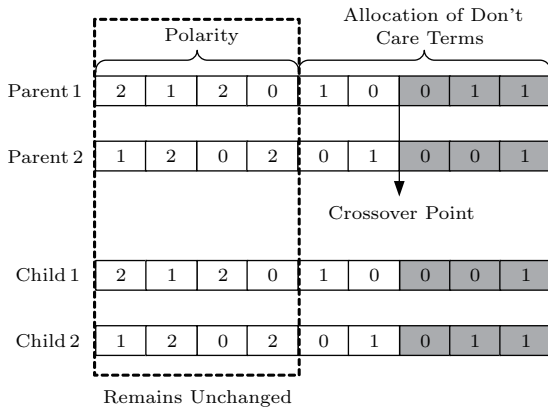 Polarity
Allocation of Don't
Care Terms
Parent 1 2 1 2 0 1 0 0 1 1
Parent 2 1 2 0 2 0 1 0 0 1
Crossover Point
Child 1 2 1 2 0 1 0 0 0 1
Child 2 1 2 0 2 0 1 0 1 1
Remains Unchanged